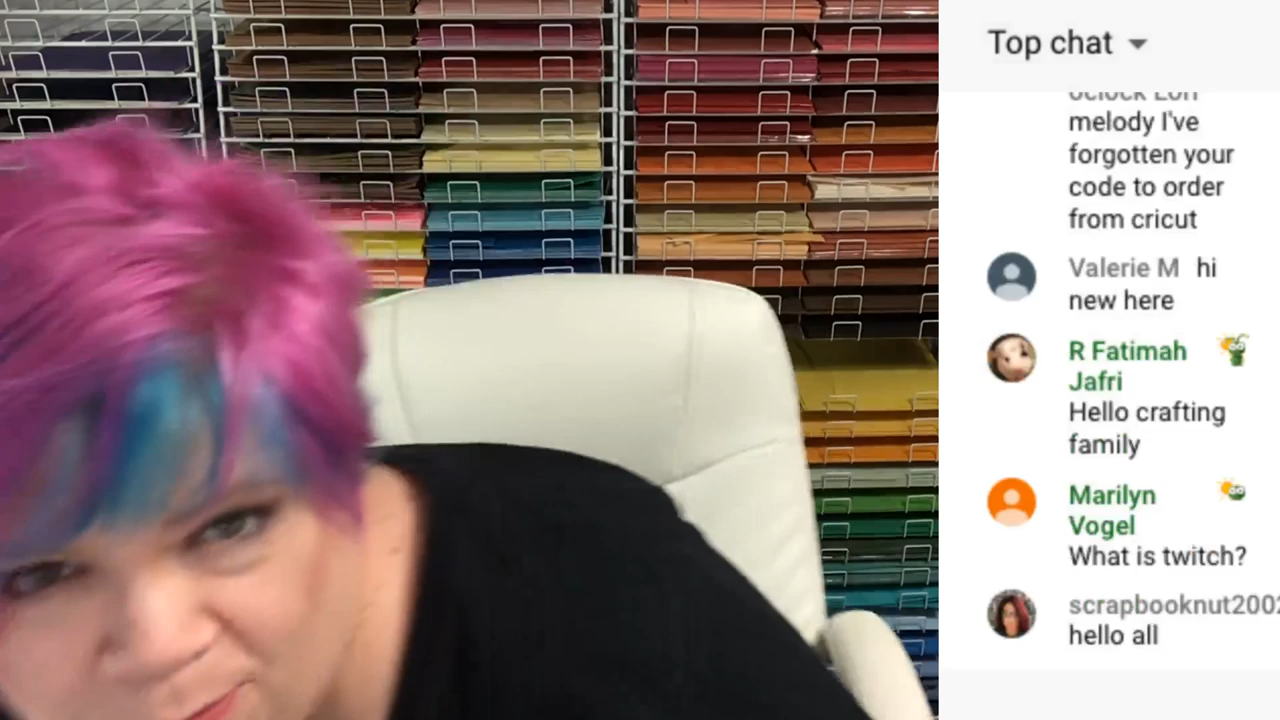 Top chat
melody I've
forgotten your
code to order
from cricut
Valerie M hi
new here
R Fatimah
Jafri
Hello crafting
family
Marilyn
Vogel
What is twitch?
scrapbooknut2002
hello all